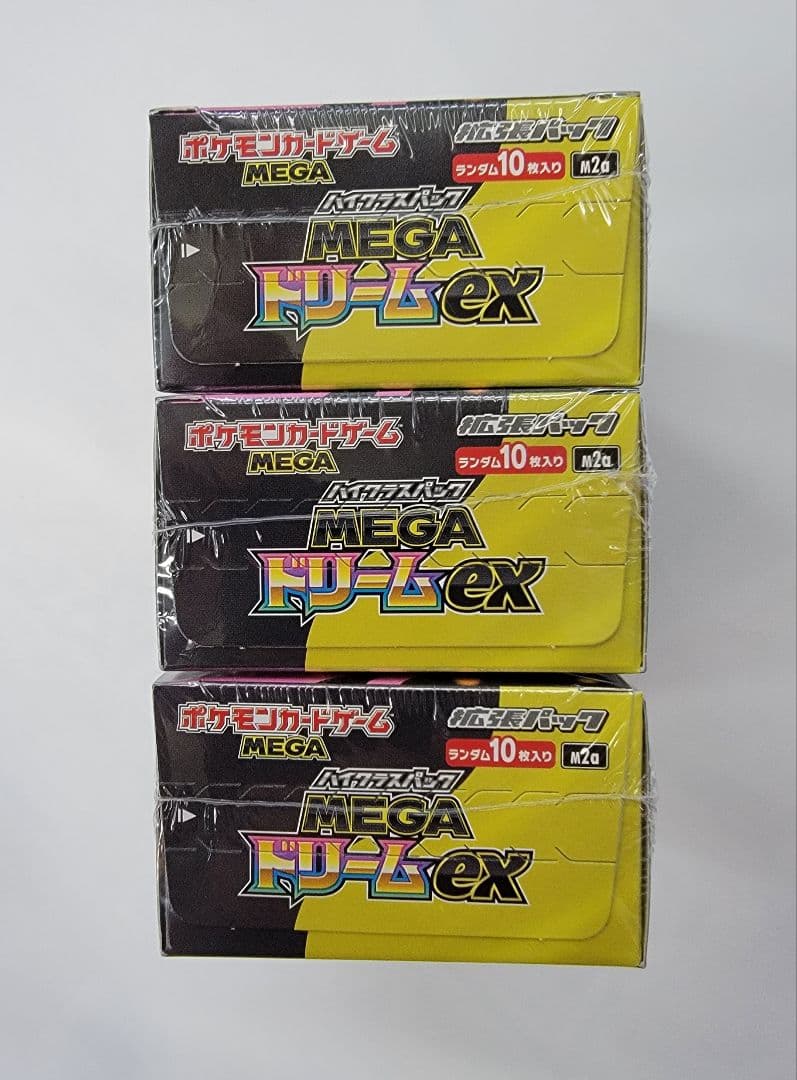 ポケモンカードゲーム
MEGA
拡張パック
ランダム10枚入り M2a
ハイクラスパック
MEGA
ドリームex
ポケモンカードゲーム
MEGA
拡張パック
ランダム10枚入り M2a
ハイクラスパック
MEGA
ドリームex
ポケモンカードゲーム
MEGA
拡張パック
ランダム10枚入り M2a
ハイクラスパック
MEGA
ドリームex